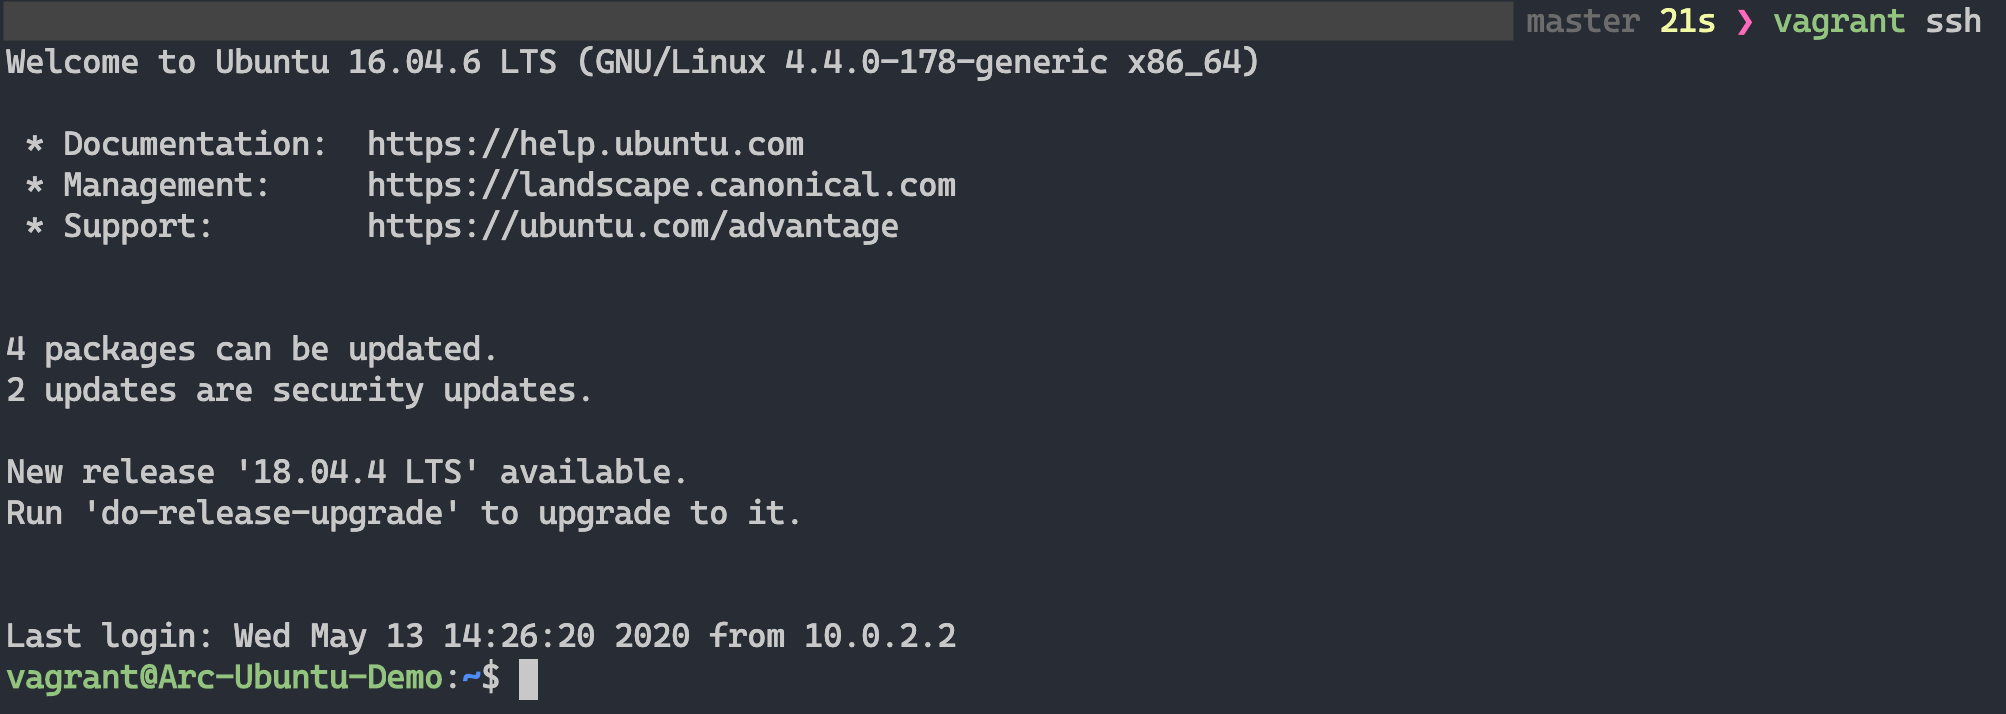 master 21s ❯ vagrant ssh
Welcome to Ubuntu 16.04.6 LTS (GNU/Linux 4.4.0-178-generic x86_64)
* Documentation:  https://help.ubuntu.com
* Management:     https://landscape.canonical.com
* Support:        https://ubuntu.com/advantage
4 packages can be updated.
2 updates are security updates.
New release '18.04.4 LTS' available.
Run 'do-release-upgrade' to upgrade to it.
Last login: Wed May 13 14:26:20 2020 from 10.0.2.2
vagrant@Arc-Ubuntu-Demo:~$